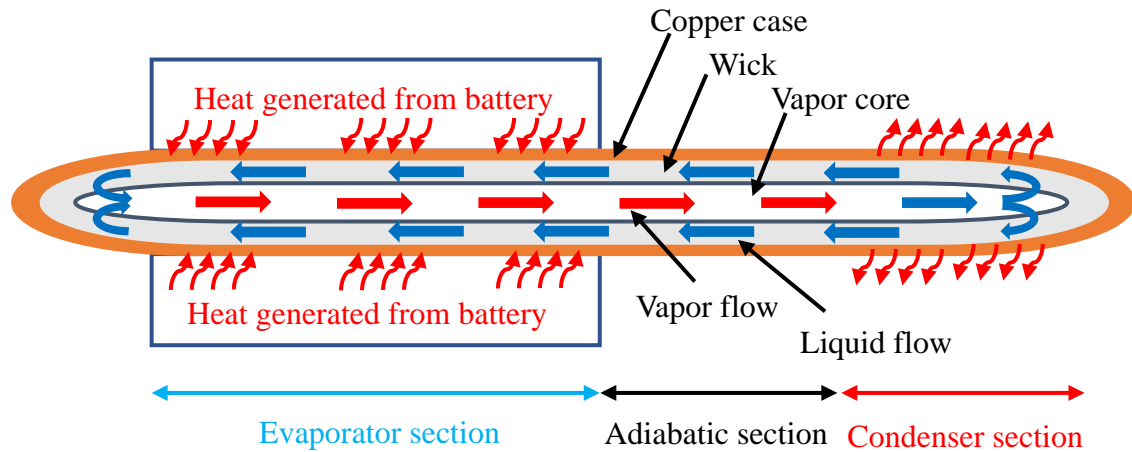 Copper case
Wick
Vapor core
Heat generated from battery
Heat generated from battery
Vapor flow
Liquid flow
Evaporator section
Adiabatic section
Condenser section